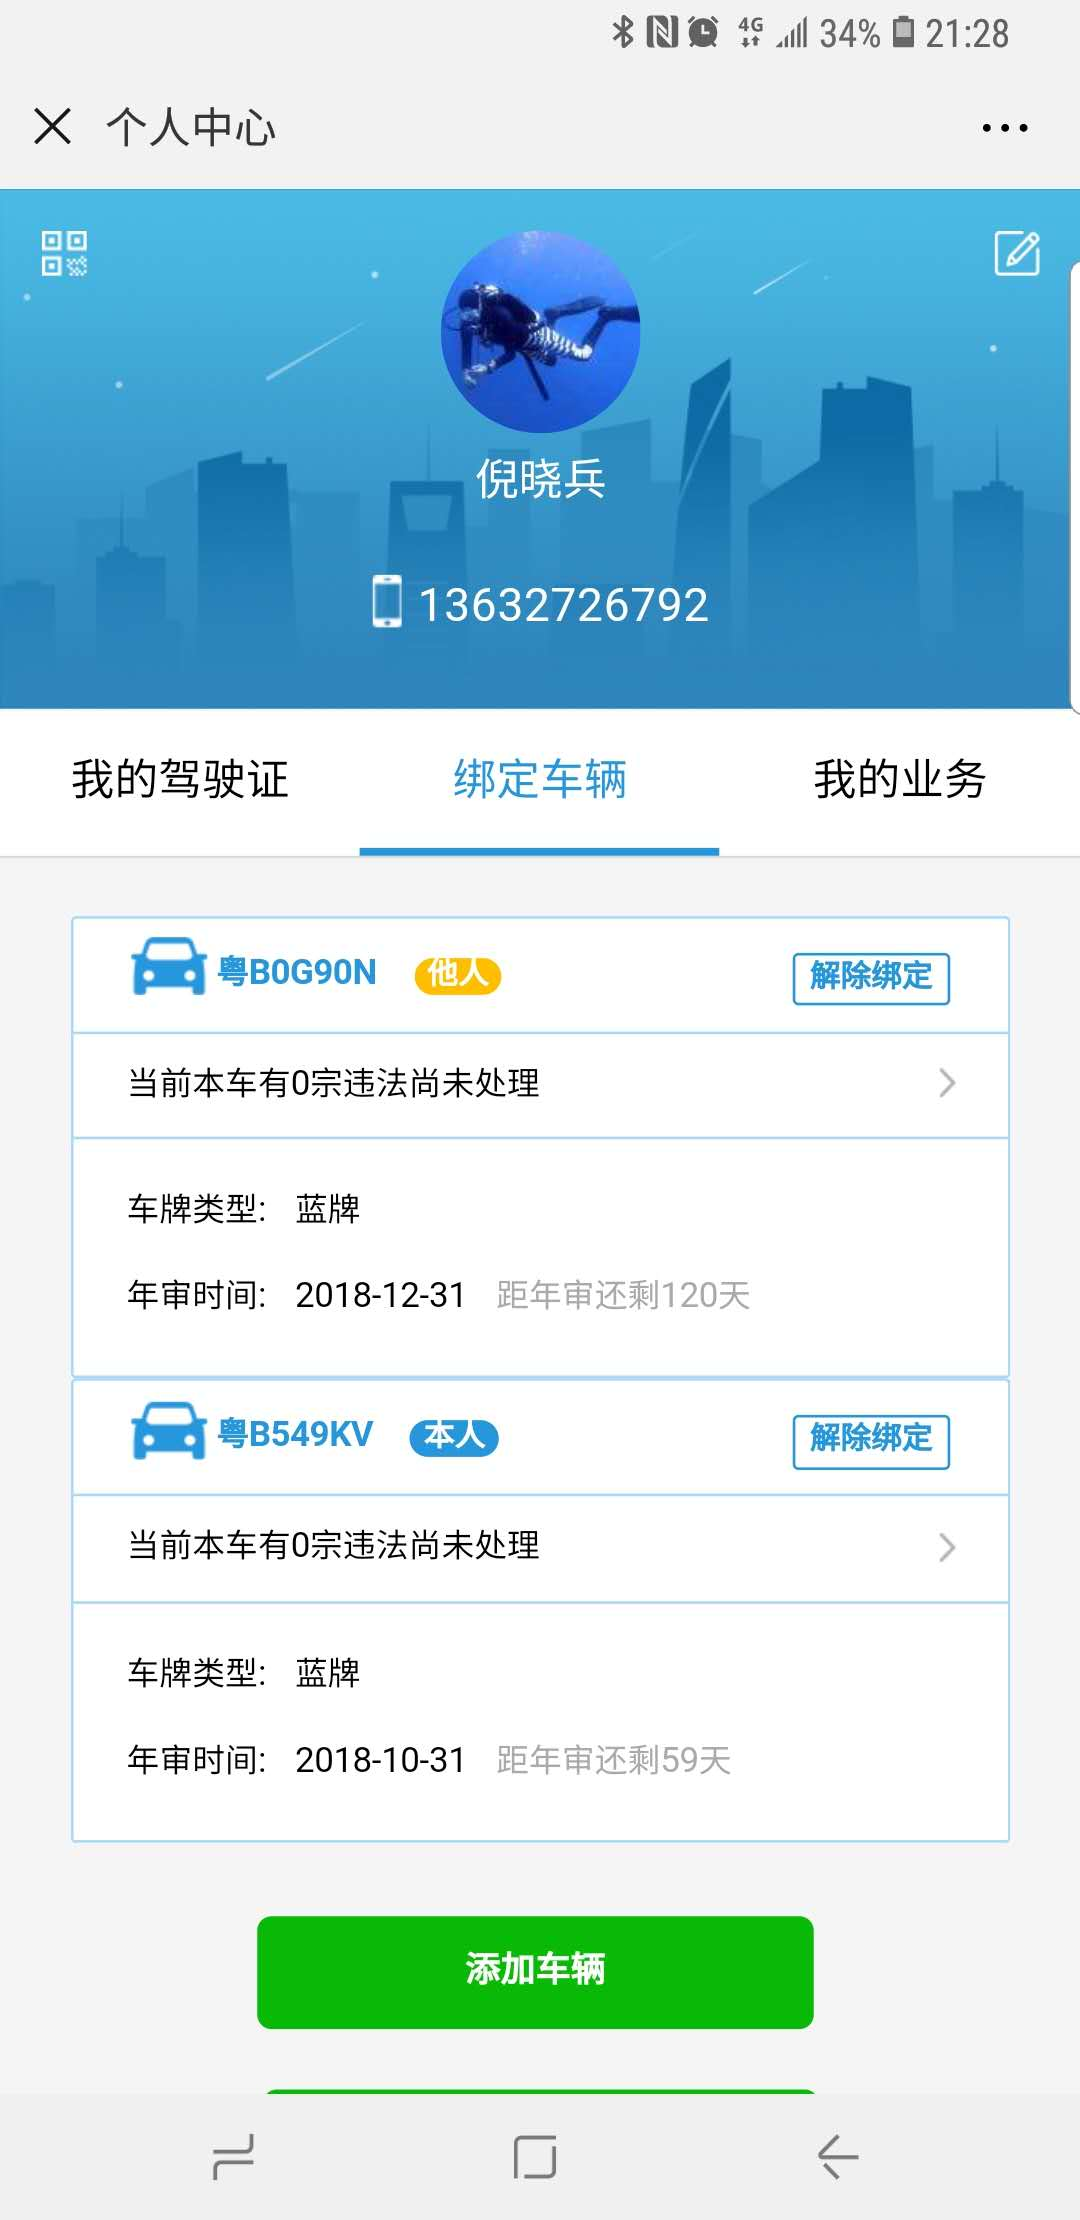 4G 34% 21:28
个人中心
倪晓兵
13632726792
我的驾驶证 绑定车辆 我的业务
粤B0G90N 他人 解除绑定
当前本车有0宗违法尚未处理
车牌类型: 蓝牌
年审时间: 2018-12-31 距年审还剩120天
粤B549KV 本人 解除绑定
当前本车有0宗违法尚未处理
车牌类型: 蓝牌
年审时间: 2018-10-31 距年审还剩59天
添加车辆